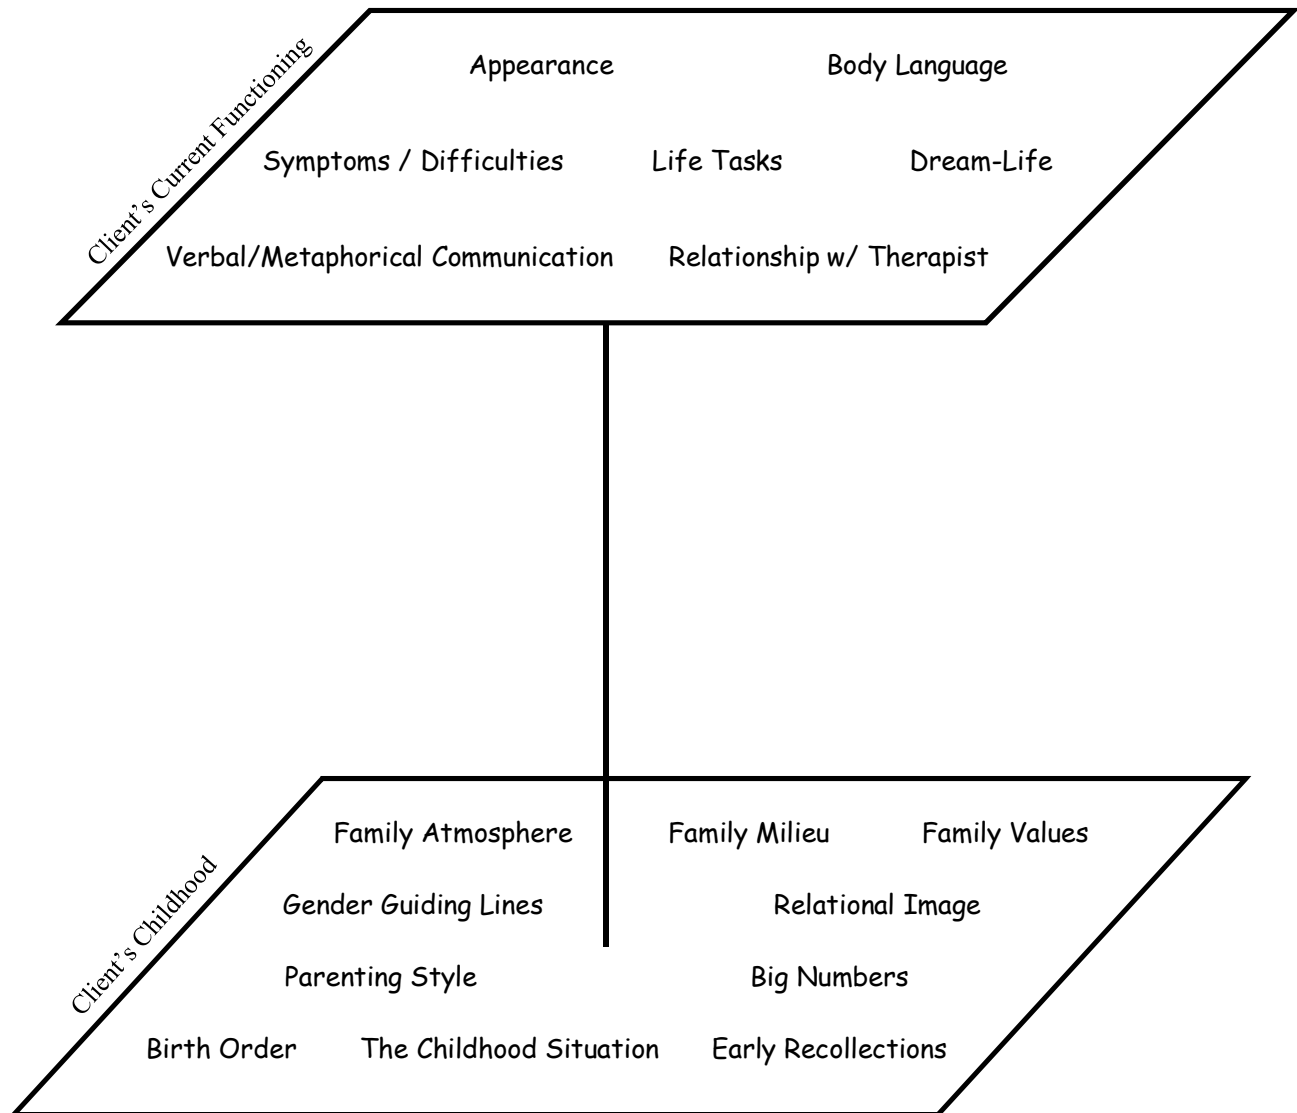 Client’s Current Functioning
Appearance Body Language
Symptoms / Difficulties Life Tasks Dream-Life
Verbal/Metaphorical Communication Relationship w/ Therapist
Client’s Childhood
Family Atmosphere Family Milieu Family Values
Gender Guiding Lines Relational Image
Parenting Style Big Numbers
Birth Order The Childhood Situation Early Recollections